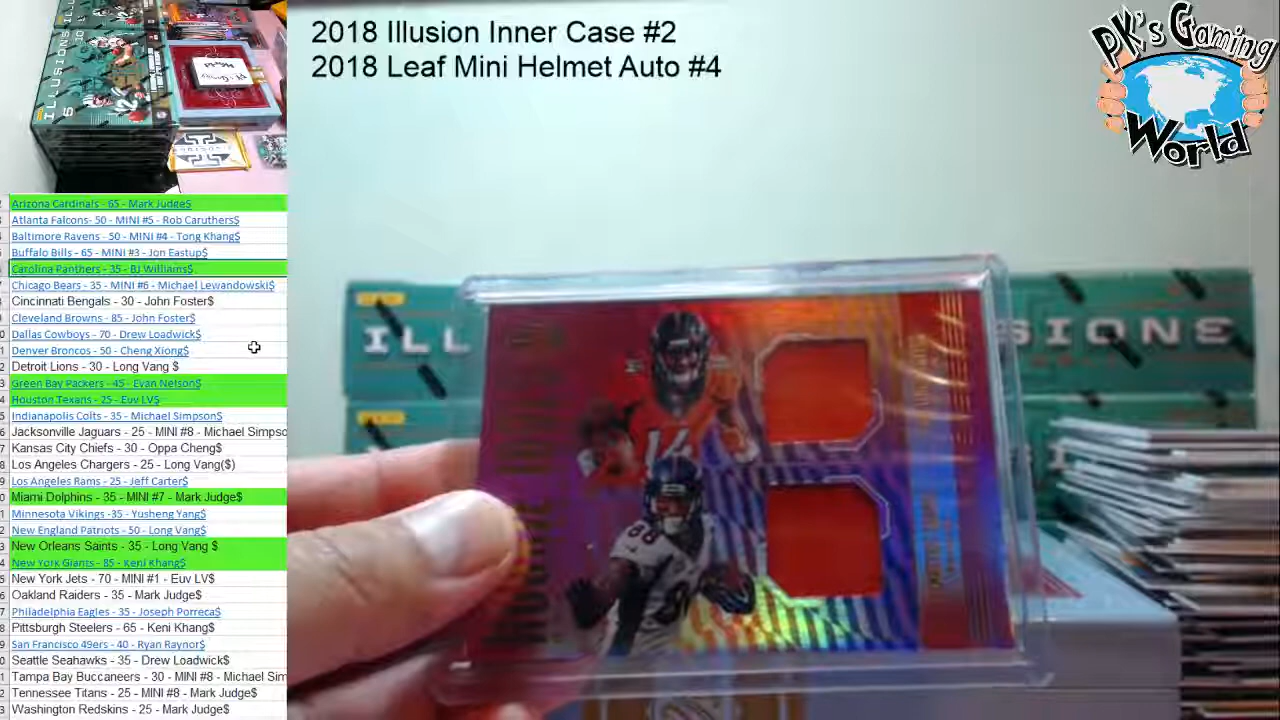 2018 Illusion Inner Case #2
2018 Leaf Mini Helmet Auto #4
PK's Gaming
World
ILLUSIONS
Arizona Cardinals - 65 - Mark Judge$
Atlanta Falcons- 50 - MINI #5 - Rob Caruthers$
Baltimore Ravens - 50 - MINI #4 - Tong Khang$
Buffalo Bills - 65 - MINI #3 - Jon Eastup$
Carolina Panthers - 35 - BJ Williams$
Chicago Bears - 35 - MINI #6 - Michael Lewandowski$
Cincinnati Bengals - 30 - John Foster$
Cleveland Browns - 85 - John Foster$
Dallas Cowboys - 70 - Drew Loadwick$
Denver Broncos - 50 - Cheng Xiong$
Detroit Lions - 30 - Long Vang $
Green Bay Packers - 45 - Evan Nelson$
Houston Texans - 25 - Euv LV$
Indianapolis Colts - 35 - Michael Simpson$
Jacksonville Jaguars - 25 - MINI #8 - Michael Simpso
Kansas City Chiefs - 30 - Oppa Cheng$
Los Angeles Chargers - 25 - Long Vang($)
Los Angeles Rams - 25 - Jeff Carter$
Miami Dolphins - 35 - MINI #7 - Mark Judge$
Minnesota Vikings -35 - Yusheng Yang$
New England Patriots - 50 - Long Vang$
New Orleans Saints - 35 - Long Vang $
New York Giants - 85 - Keni Khang$
New York Jets - 70 - MINI #1 - Euv LV$
Oakland Raiders - 35 - Mark Judge$
Philadelphia Eagles - 35 - Joseph Porreca$
Pittsburgh Steelers - 65 - Keni Khang$
San Francisco 49ers - 40 - Ryan Raynor$
Seattle Seahawks - 35 - Drew Loadwick$
Tampa Bay Buccaneers - 30 - MINI #8 - Michael Sim
Tennessee Titans - 25 - MINI #8 - Mark Judge$
Washington Redskins - 25 - Mark Judge$
ILL
SIONS
14
88